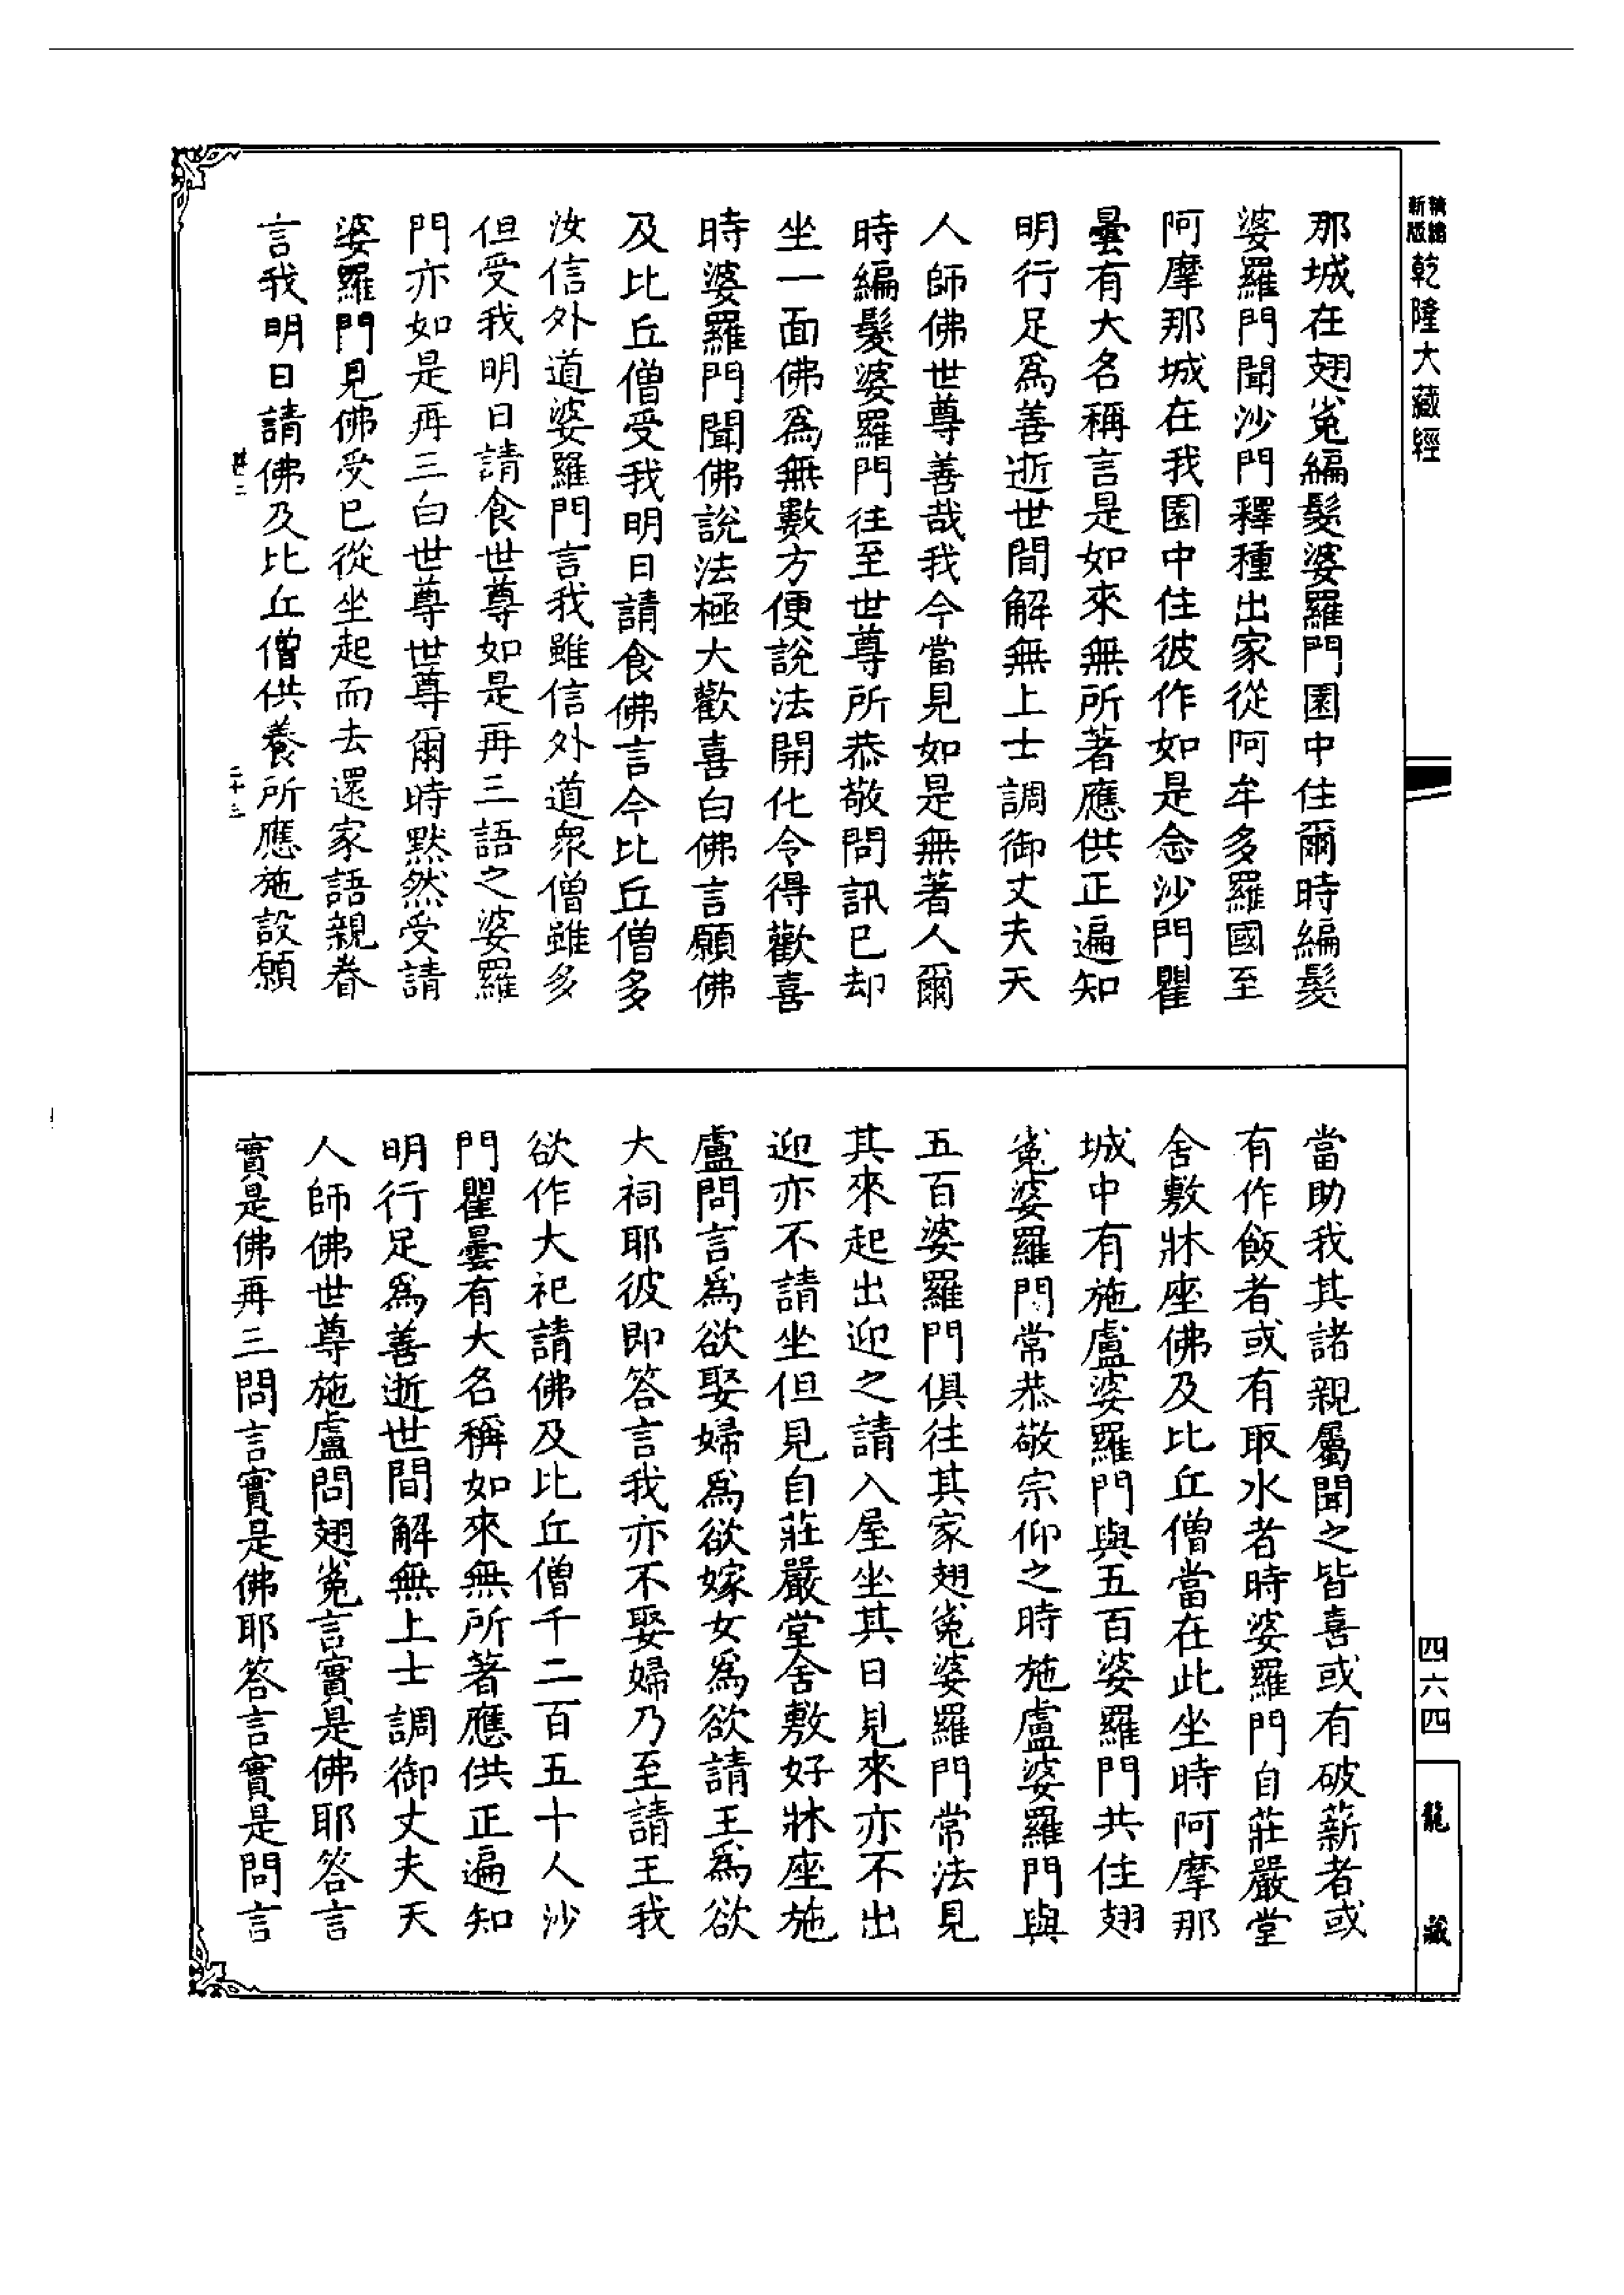 新版
精縮
乾隆大藏經
那城在翅㝹編髮婆羅門園中住爾時編髮
婆羅門聞沙門釋種出家從阿牟多羅國至
阿摩那城在我園中住彼作如是念沙門瞿
曇有大名稱言是如來無所著應供正遍知
明行足為善逝世間解無上士調御丈夫天
人師佛世尊善哉我今當見如是無著人爾
時編髮婆羅門往至世尊所恭敬問訊已却
坐一面佛為無數方便說法開化令得歡喜
時婆羅門聞佛說法極大歡喜白佛言願佛
及比丘僧受我明日請食佛言今比丘僧多
汝信外道婆羅門言我雖信外道眾僧雖多
但受我明日請食世尊如是再三語之婆羅
門亦如是再三白世尊世尊爾時默然受請
婆羅門見佛受已從坐起而去還家語親眷
言我明日請佛及比丘僧供養所應施設願
二十三
當助我其諸親屬聞之皆喜或有破薪者或
有作飯者或有取水者時婆羅門自莊嚴堂
舍敷牀座佛及比丘僧當在此坐時阿摩那
城中有施盧婆羅門與五百婆羅門共住翅
㝹婆羅門常恭敬宗仰之時施盧婆羅門與
五百婆羅門俱往其家翅㝹婆羅門常法見
其來起出迎之請入屋坐其日見來亦不出
迎亦不請坐但見自莊嚴堂舍敷好牀座施
盧問言為欲娶婦為欲嫁女為欲請王為欲
大祠耶彼即答言我亦不娶婦乃至請王我
欲作大祀請佛及比丘僧千二百五十人沙
門瞿曇有大名稱如來無所著應供正遍知
明行足為善逝世間解無上士調御丈夫天
人師佛世尊施盧問翅㝹言實是佛耶答言
實是佛再三問言實是佛耶答言實是問言
四六四
龍藏